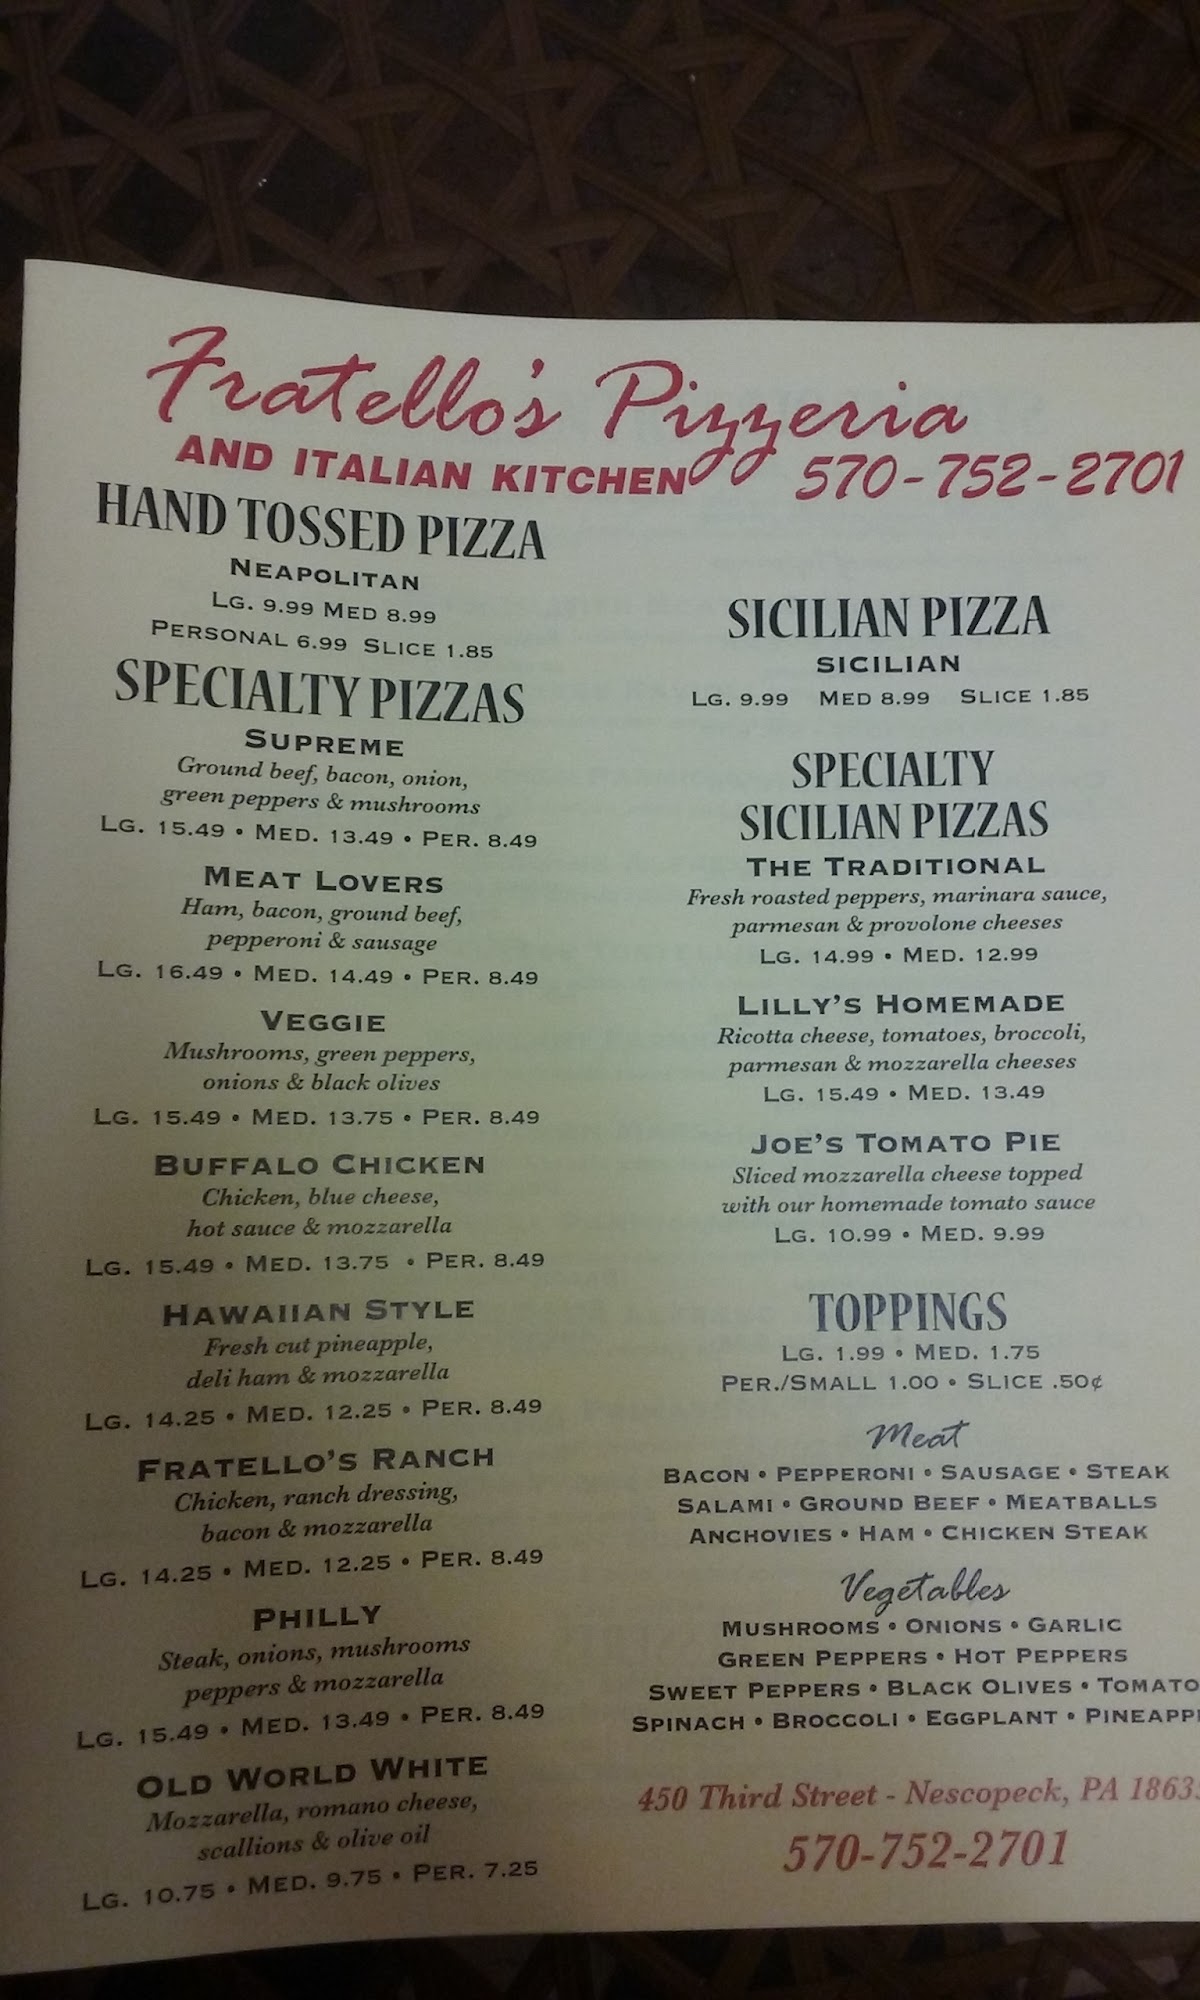 Fratello's Pizzeria
AND ITALIAN KITCHEN 570-752-2701
HAND TOSSED PIZZA
NEAPOLITAN
LG. 9.99 MED 8.99
PERSONAL 6.99 SLICE 1.85
SPECIALTY PIZZAS
SUPREME
Ground beef, bacon, onion,
green peppers & mushrooms
LG. 15.49 • MED. 13.49 • PER. 8.49
MEAT LOVERS
Ham, bacon, ground beef,
pepperoni & sausage
LG. 16.49 • MED. 14.49 • PER. 8.49
VEGGIE
Mushrooms, green peppers,
onions & black olives
LG. 15.49 • MED. 13.75 • PER. 8.49
BUFFALO CHICKEN
Chicken, blue cheese,
hot sauce & mozzarella
LG. 15.49 • MED. 13.75 • PER. 8.49
HAWAIIAN STYLE
Fresh cut pineapple,
deli ham & mozzarella
LG. 14.25 • MED. 12.25 • PER. 8.49
FRATELLO'S RANCH
Chicken, ranch dressing,
bacon & mozzarella
LG. 14.25 • MED. 12.25 • PER. 8.49
PHILLY
Steak, onions, mushrooms
peppers & mozzarella
LG. 15.49 • MED. 13.49 • PER. 8.49
OLD WORLD WHITE
Mozzarella, romano cheese,
scallions & olive oil
LG. 10.75 • MED. 9.75 • PER. 7.25
SICILIAN PIZZA
SICILIAN
LG. 9.99 MED 8.99 SLICE 1.85
SPECIALTY
SICILIAN PIZZAS
THE TRADITIONAL
Fresh roasted peppers, marinara sauce,
parmesan & provolone cheeses
LG. 14.99 • MED. 12.99
LILLY'S HOMEMADE
Ricotta cheese, tomatoes, broccoli,
parmesan & mozzarella cheeses
LG. 15.49 • MED. 13.49
JOE'S TOMATO PIE
Sliced mozzarella cheese topped
with our homemade tomato sauce
LG. 10.99 • MED. 9.99
TOPPINGS
LG. 1.99 • MED. 1.75
PER./SMALL 1.00 • SLICE .50¢
Meat
BACON • PEPPERONI • SAUSAGE • STEAK
SALAMI • GROUND BEEF • MEATBALLS
ANCHOVIES • HAM • CHICKEN STEAK
Vegetables
MUSHROOMS • ONIONS • GARLIC
GREEN PEPPERS • HOT PEPPERS
SWEET PEPPERS • BLACK OLIVES • TOMATO
SPINACH • BROCCOLI • EGGPLANT •
450 Third Street - Nescopeck, PA
570-752-2701